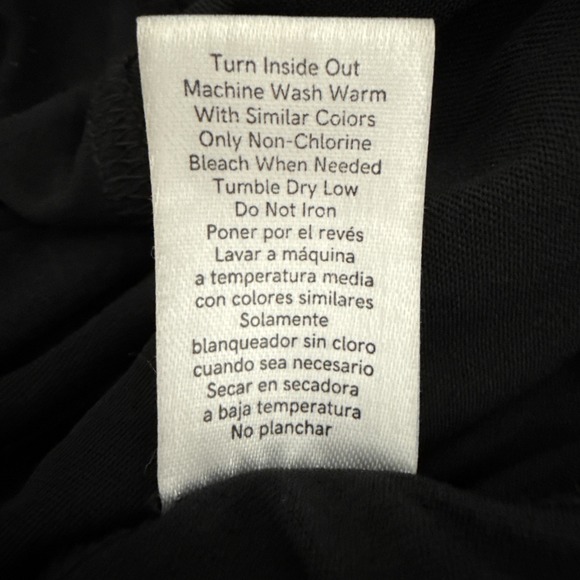 Turn Inside Out
Machine Wash Warm
With Similar Colors
Only Non-Chlorine
Bleach When Needed
Tumble Dry Low
Do Not Iron
Poner por el revés
Lavar a máquina
a temperatura media
con colores similares
Solamente
blanqueador sin cloro
cuando sea necesario
Secar en secadora
a baja temperatura
No planchar